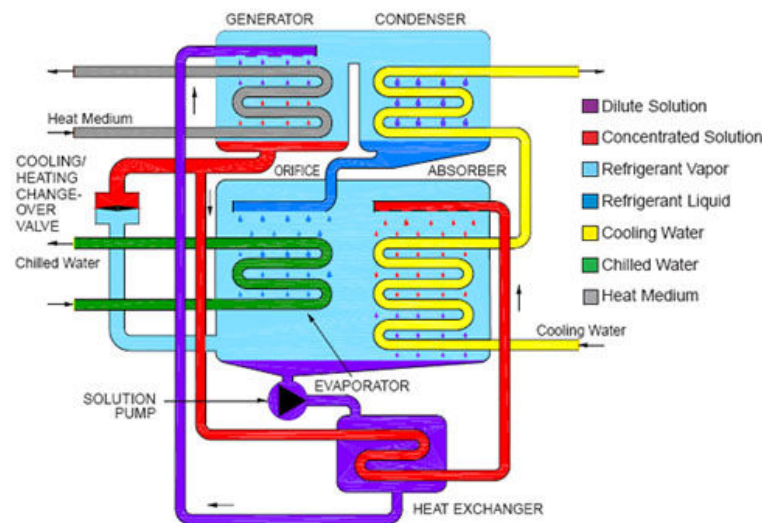 GENERATOR
CONDENSER
Heat Medium
COOLING/
HEATING
CHANGE-
OVER
VALVE
ORIFICE
ABSORBER
Chilled Water
Cooling Water
EVAPORATOR
SOLUTION
PUMP
HEAT EXCHANGER
Dilute Solution
Concentrated Solution
Refrigerant Vapor
Refrigerant Liquid
Cooling Water
Chilled Water
Heat Medium